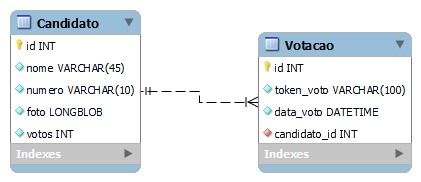 Candidato
id INT
nome VARCHAR(45)
numero VARCHAR(10)
foto LONGBLOB
votos INT
Indexes
Votacao
id INT
token_voto VARCHAR(100)
data_voto DATETIME
candidato_id INT
Indexes